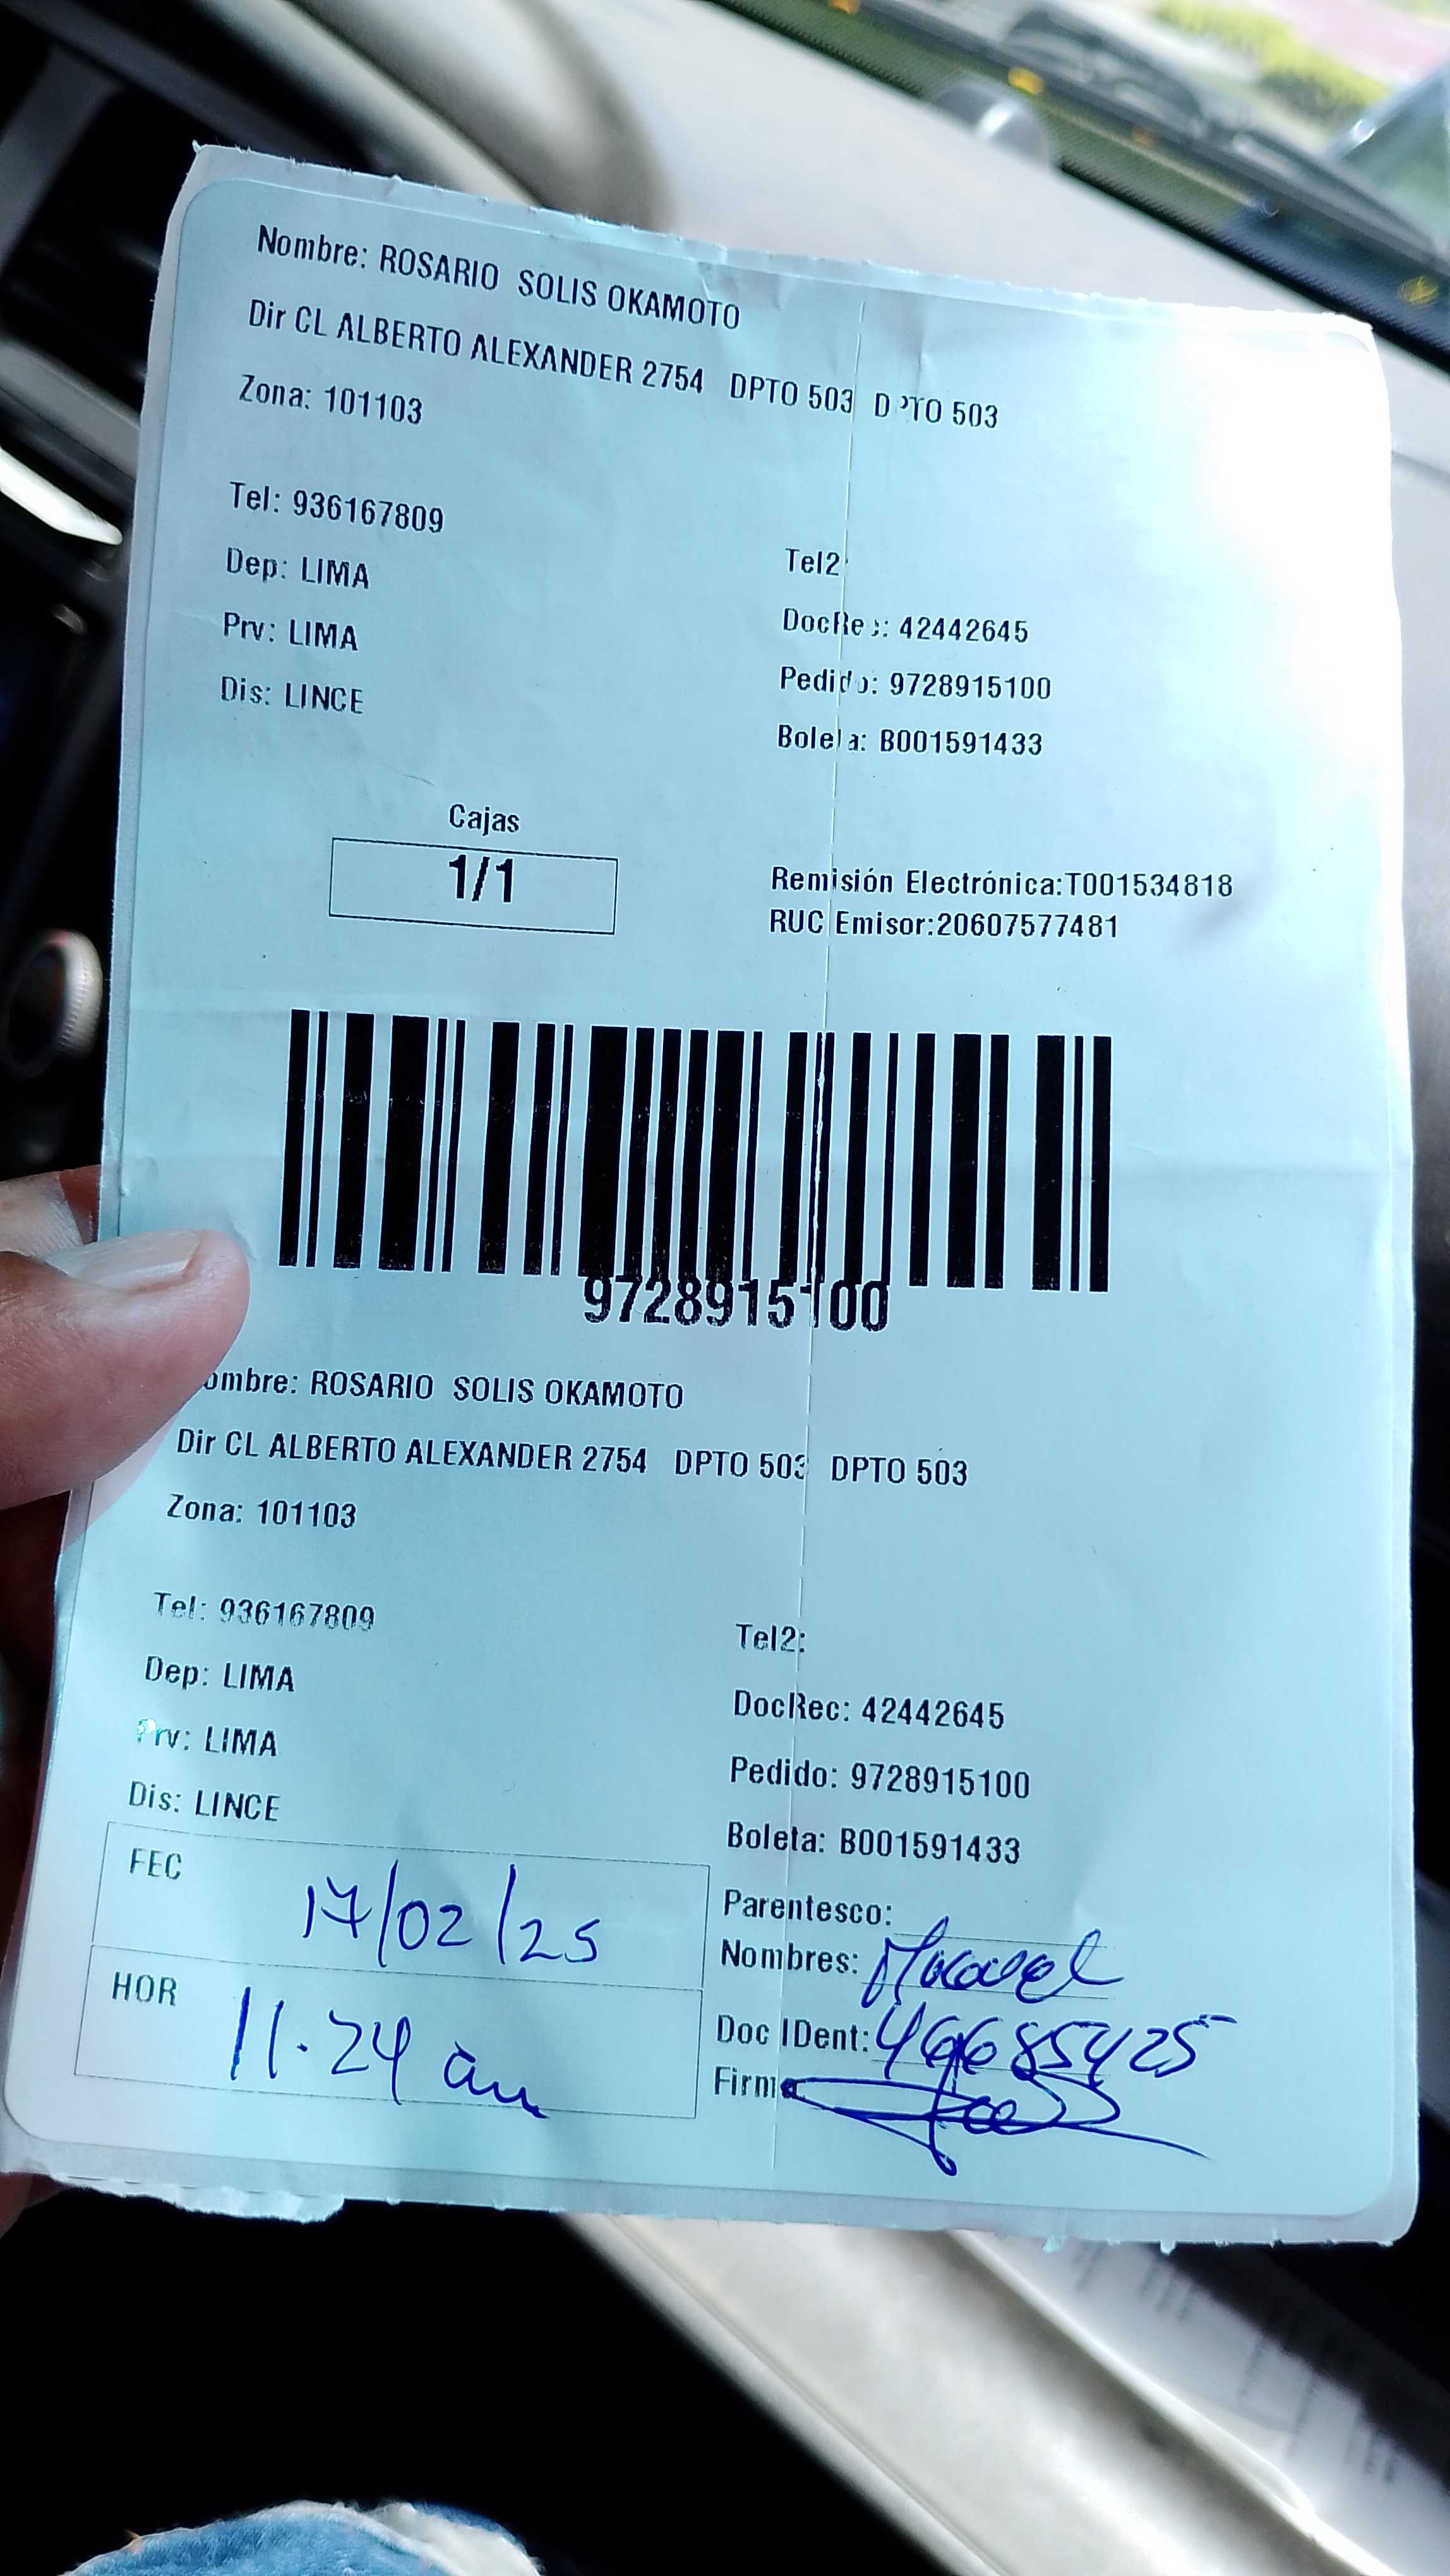 Nombre: ROSARIO SOLIS OKAMOTO
Dir CL ALBERTO ALEXANDER 2754 DPTO 503 DPTO 503
Zona: 101103
Tel: 936167809
Tel2
Dep: LIMA
DocRec: 42442645
Prv: LIMA
Pedido: 9728915100
Dis: LINCE
Boleta: B001591433
Cajas
1/1
Remisión Electrónica:T001534818
RUC Emisor:20607577481
9728915100
ombre: ROSARIO SOLIS OKAMOTO
Dir CL ALBERTO ALEXANDER 2754 DPTO 503 DPTO 503
Zona: 101103
Tel: 936167809
Tel2:
Dep: LIMA
DocRec: 42442645
Prv: LIMA
Pedido: 9728915100
Dis: LINCE
Boleta: B001591433
FEC 17/02/25
Parentesco:
Nombres:
HOR 11.24 am
Doc IDent: 46685425
Firma